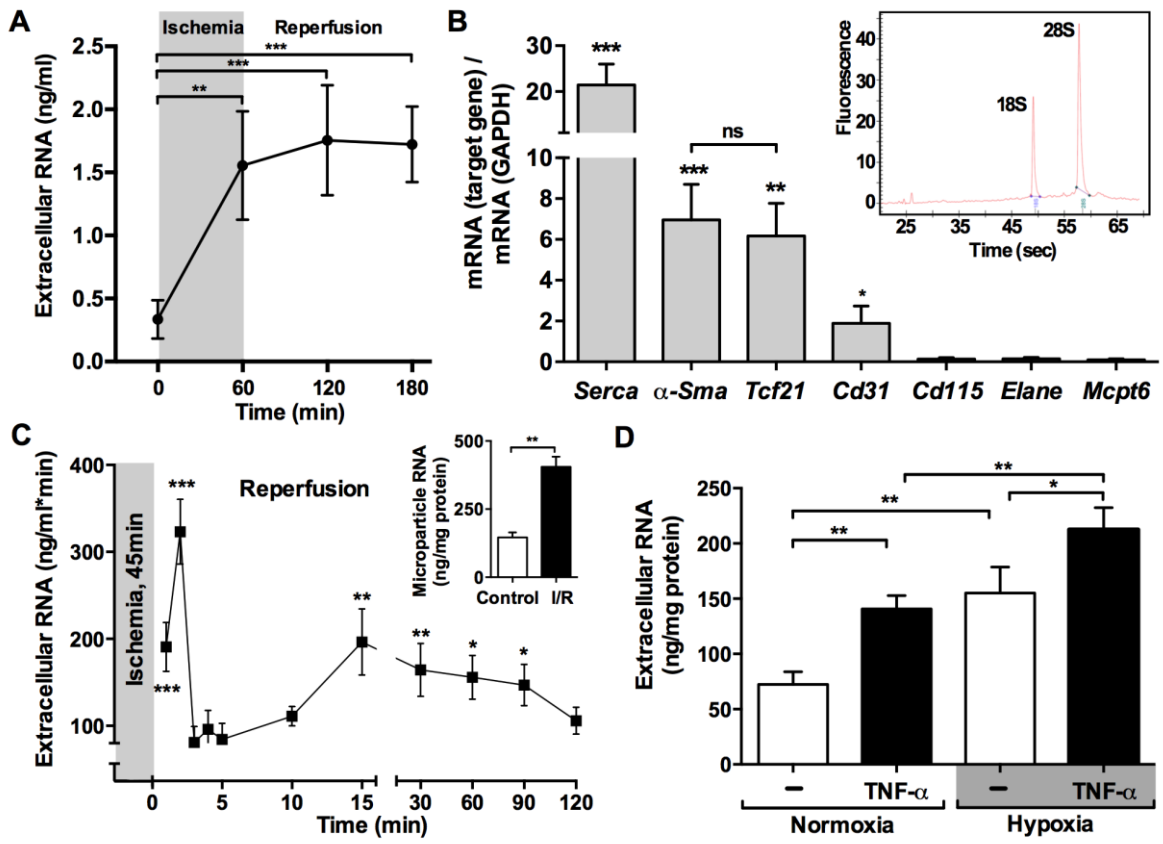 A
Ischemia
Reperfusion
***
***
**
Extracellular RNA (ng/ml)
2.5
2.0
1.5
1.0
0.5
0.0
0 60 120 180
Time (min)
B
mRNA (target gene) /
mRNA (GAPDH)
30
20
10
8
6
4
2
0
***
ns
***
**
*
Serca α-Sma Tcf21 Cd31 Cd115 Elane Mcpt6
Fluorescence
40
30
20
10
0
18S
28S
25 35 45 55 65
Time (sec)
C
Extracellular RNA (ng/ml*min)
400
300
200
100
Ischemia, 45min
Reperfusion
***
***
**
**
*
*
0 5 10 15 30 60 90 120
Time (min)
Microparticle RNA
(ng/mg protein)
500
250
0
**
Control I/R
D
Extracellular RNA
(ng/mg protein)
250
200
150
100
50
0
**
**
*
**
– TNF-α – TNF-α
Normoxia Hypoxia